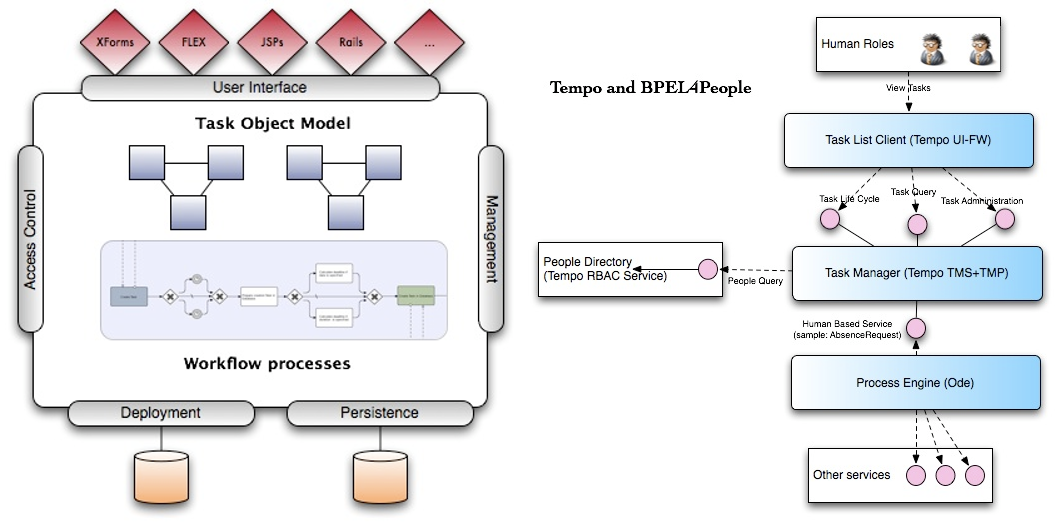 XForms
FLEX
JSPs
Rails
...
User Interface
Task Object Model
Access Control
Management
Workflow processes
Deployment
Persistence
Tempo and BPEL4People
Human Roles
View Tasks
Task List Client (Tempo UI-FW)
Task Life Cycle
Task Query
Task Administration
People Directory
(Tempo RBAC Service)
People Query
Task Manager (Tempo TMS+TMP)
Human Based Service
(sample: AbsenceRequest)
Process Engine (Ode)
Other services